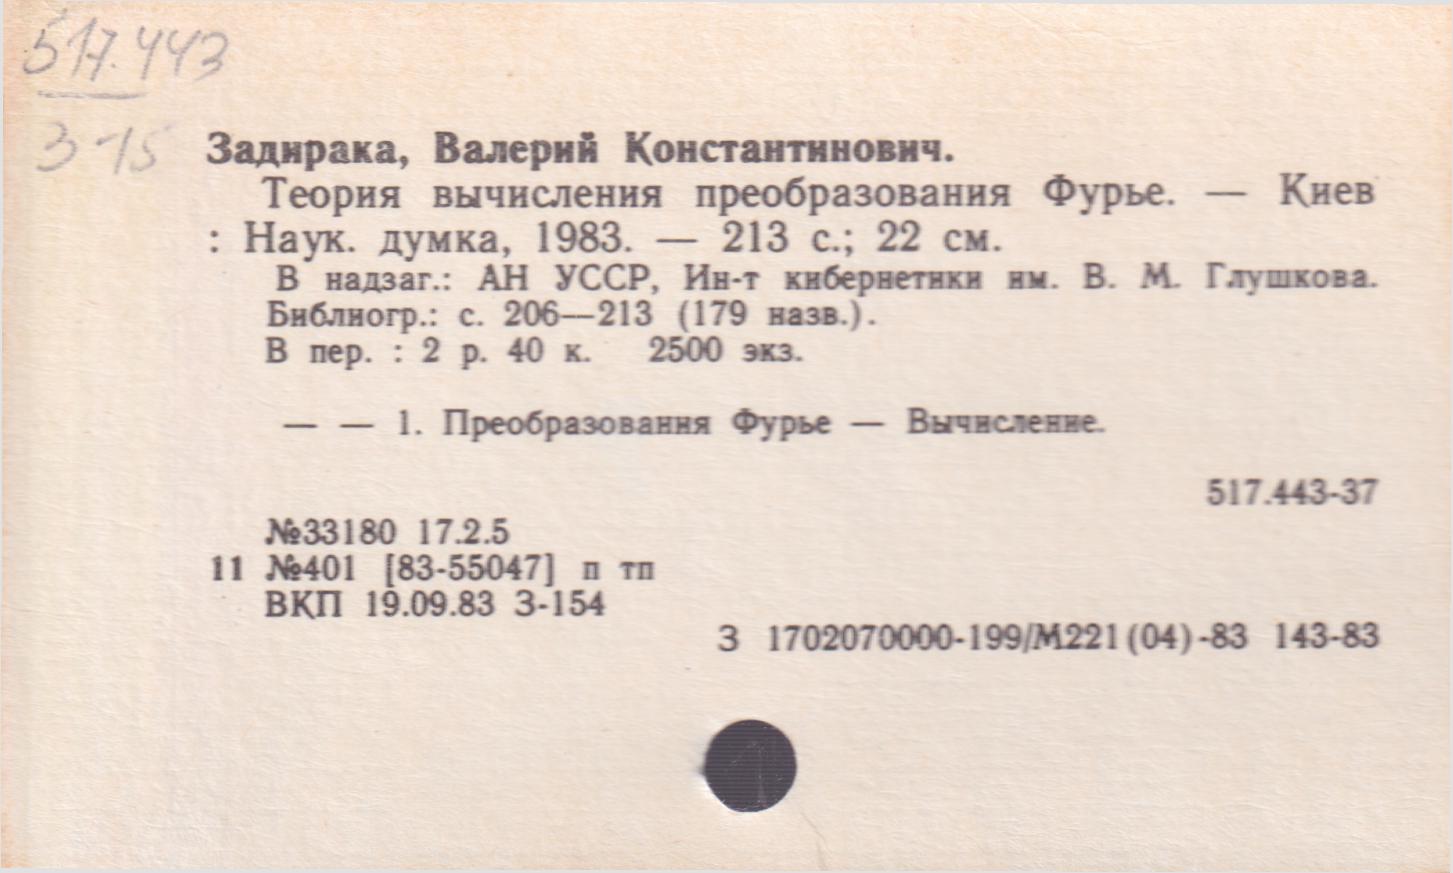 517.443
З-15
Задирака, Валерий Константинович.
Теория вычисления преобразования Фурье. — Киев
: Наук. думка, 1983. — 213 с.; 22 см.
В надзаг.: АН УССР, Ин-т кибернетики им. В. М. Глушкова.
Библиогр.: с. 206—213 (179 назв.).
В пер. : 2 р. 40 к. 2500 экз.
— — 1. Преобразования Фурье — Вычисление.
517.443-37
№33180 17.2.5
11 №401 [83-55047] п тп
ВКП 19.09.83 З-154
З 1702070000-199/М221(04)-83 143-83